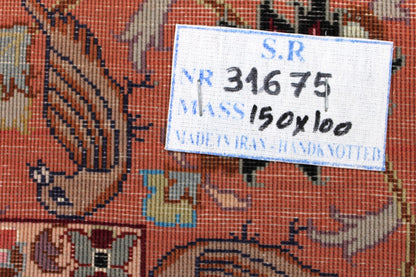 S.R
NR 31675
MASS 150x100
MADE IN IRAN - HANDKNOTTED